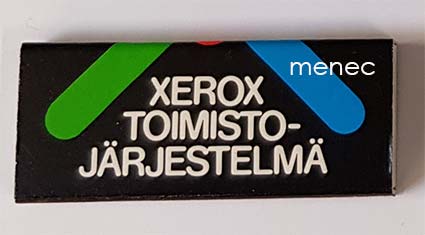 menec
XEROX
TOIMISTO-
JÄRJESTELMÄ